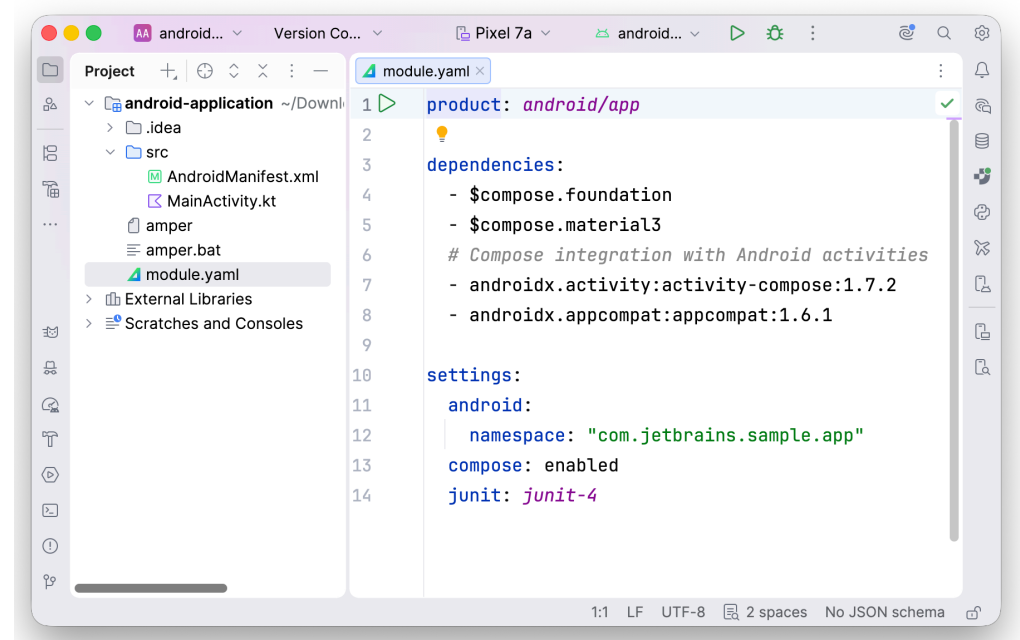 AA android... Version Co... Pixel 7a android...
Project
module.yaml
android-application ~/Downl
.idea
src
AndroidManifest.xml
MainActivity.kt
amper
amper.bat
module.yaml
External Libraries
Scratches and Consoles
1 product: android/app
2
3 dependencies:
4 - $compose.foundation
5 - $compose.material3
6 # Compose integration with Android activities
7 - androidx.activity:activity-compose:1.7.2
8 - androidx.appcompat:appcompat:1.6.1
9
10 settings:
11 android:
12 namespace: "com.jetbrains.sample.app"
13 compose: enabled
14 junit: junit-4
1:1 LF UTF-8 2 spaces No JSON schema